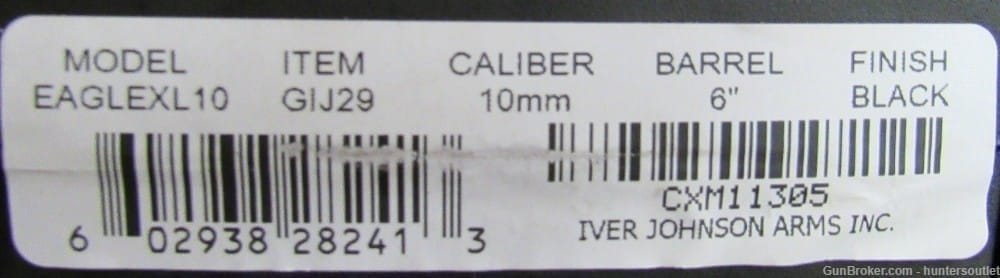 MODEL ITEM CALIBER BARREL FINISH
EAGLEXL10 GIJ29 10mm 6" BLACK
6 02938 28241 3
CXM11305
IVER JOHNSON ARMS INC.
© GunBroker.com - huntersoutle